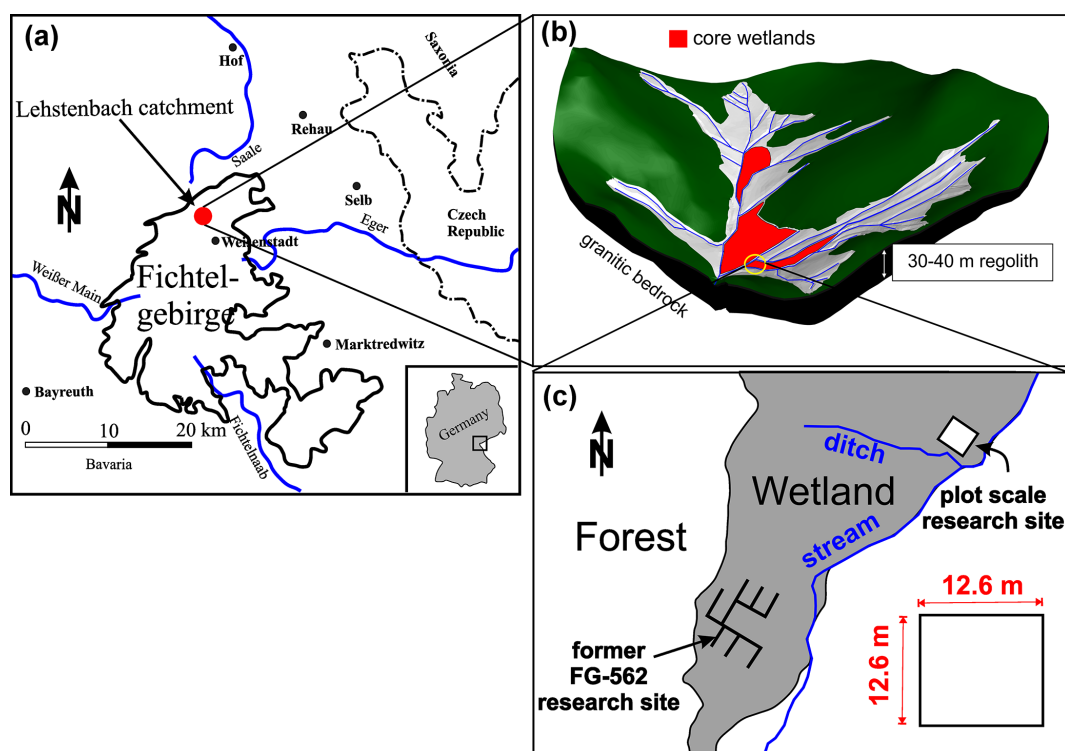 (a)
Hof
Saxonia
Lehstenbach catchment
Rehau
Saale
N
Selb
Czech
Republic
Weißenstadt
Eger
Weißer Main
Fichtel-
gebirge
Marktredwitz
Bayreuth
0 10 20 km
Bavaria
Fichtelnaab
Germany
(b)
core wetlands
granitic bedrock
30-40 m regolith
(c)
N
ditch
Wetland
plot scale
research site
Forest
stream
12.6 m
12.6 m
former
FG-562
research site